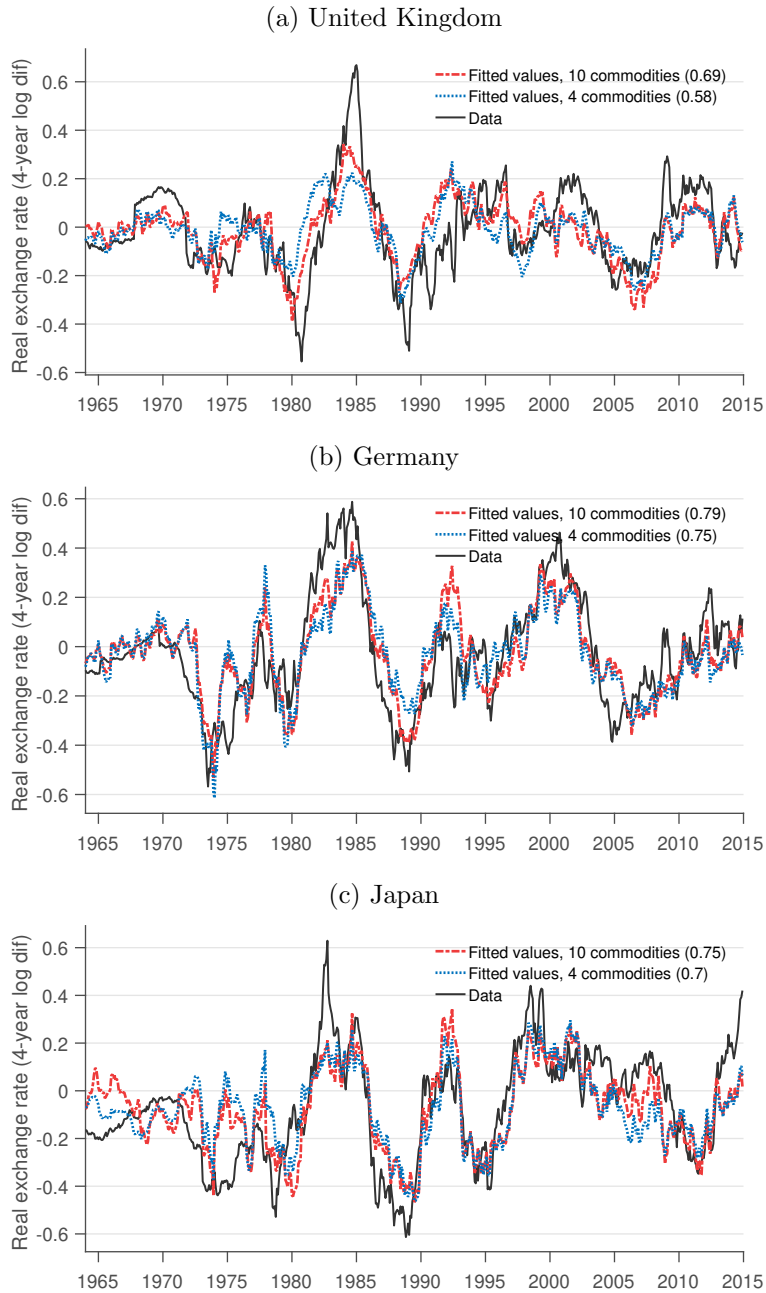 (a) United Kingdom
Real exchange rate (4-year log dif)
0.6
0.4
0.2
0
-0.2
-0.4
-0.6
Fitted values, 10 commodities (0.69)
Fitted values, 4 commodities (0.58)
Data
1965 1970 1975 1980 1985 1990 1995 2000 2005 2010 2015
(b) Germany
Real exchange rate (4-year log dif)
0.6
0.4
0.2
0
-0.2
-0.4
-0.6
Fitted values, 10 commodities (0.79)
Fitted values, 4 commodities (0.75)
Data
1965 1970 1975 1980 1985 1990 1995 2000 2005 2010 2015
(c) Japan
Real exchange rate (4-year log dif)
0.6
0.4
0.2
0
-0.2
-0.4
-0.6
Fitted values, 10 commodities (0.75)
Fitted values, 4 commodities (0.7)
Data
1965 1970 1975 1980 1985 1990 1995 2000 2005 2010 2015